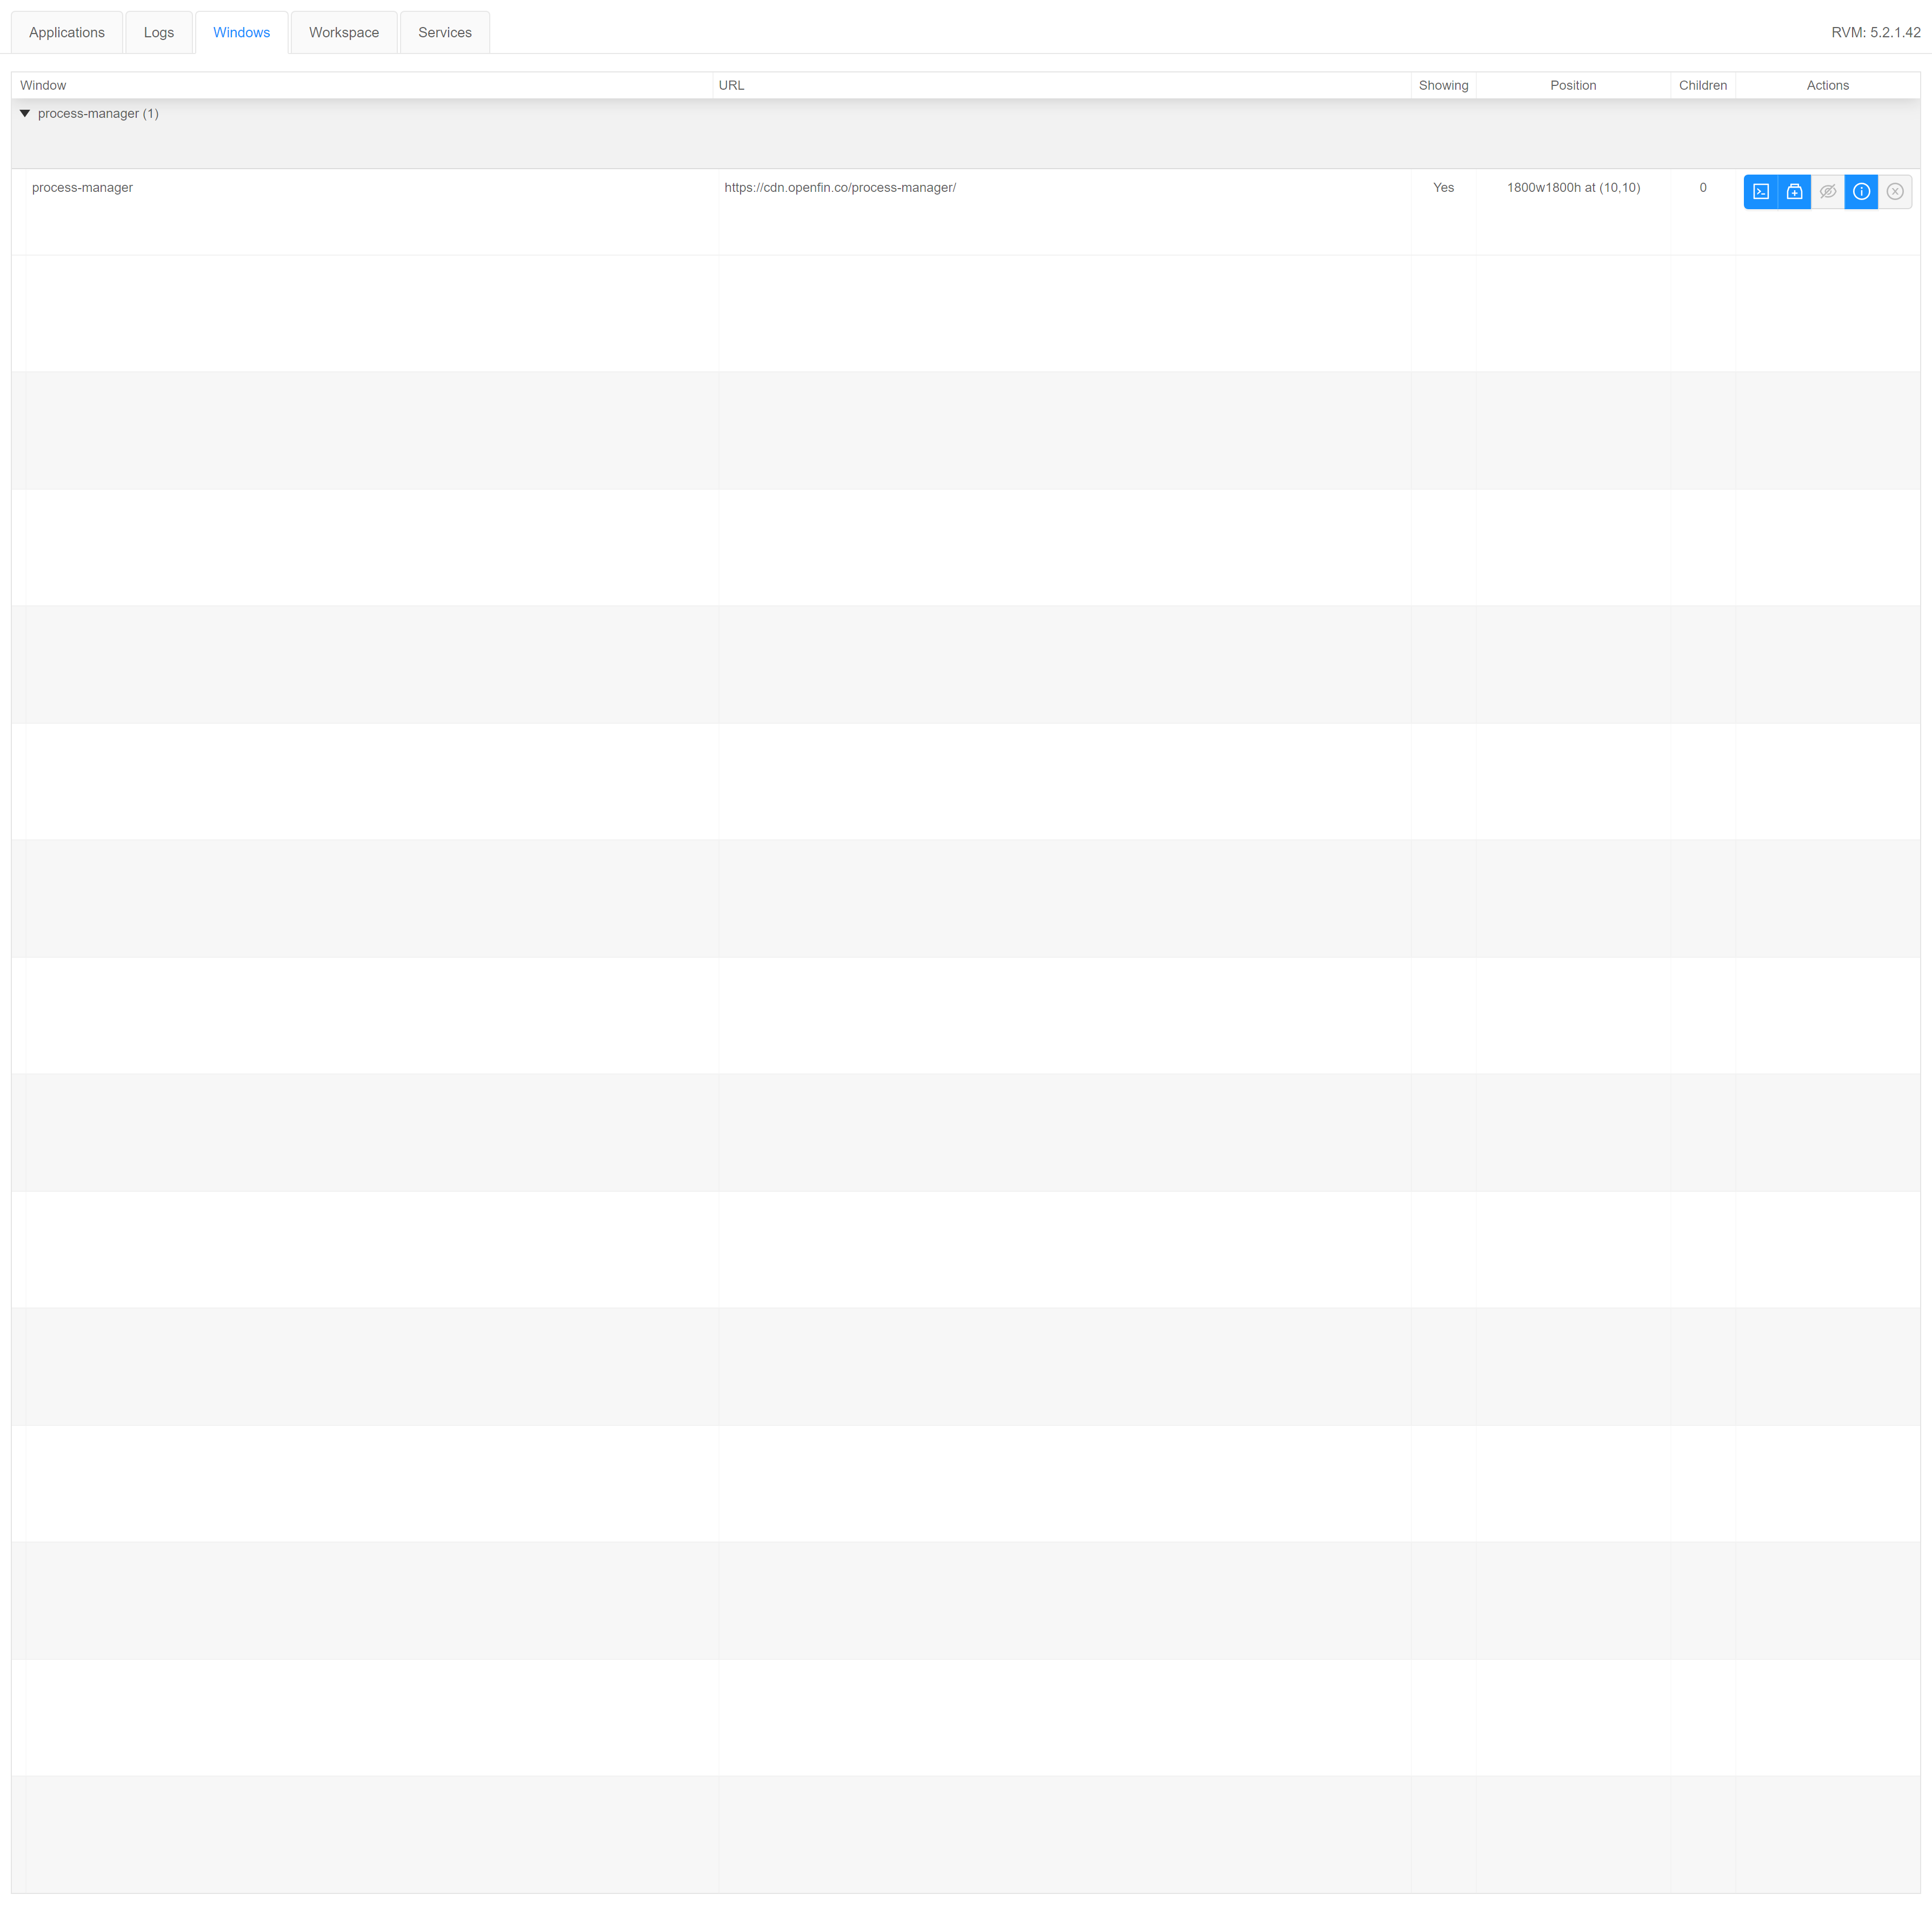 Applications Logs Windows Workspace Services RVM: 5.2.1.42
Window URL Showing Position Children Actions
process-manager (1)
process-manager https://cdn.openfin.co/process-manager/ Yes 1800w1800h at (10,10) 0